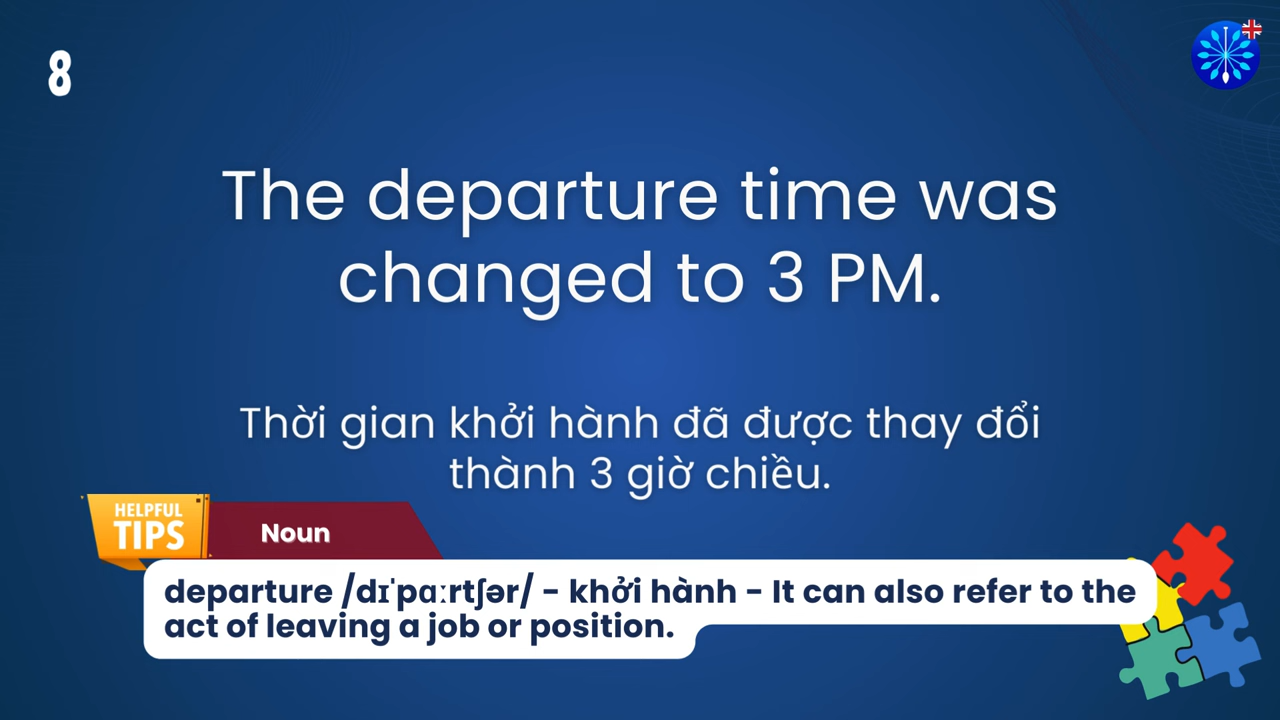 8
The departure time was
changed to 3 PM.
Thời gian khởi hành đã được thay đổi
thành 3 giờ chiều.
HELPFUL
TIPS
Noun
departure /dɪˈpɑːrtʃər/ - khởi hành - It can also refer to the
act of leaving a job or position.